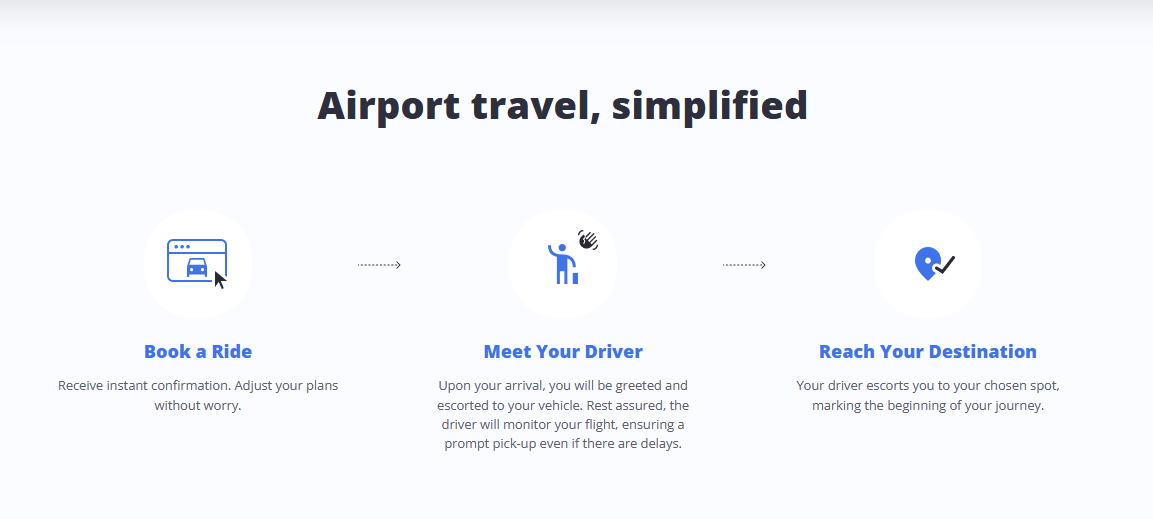 Airport travel, simplified
Book a Ride
Receive instant confirmation. Adjust your plans
without worry.
Meet Your Driver
Upon your arrival, you will be greeted and
escorted to your vehicle. Rest assured, the
driver will monitor your flight, ensuring a
prompt pick-up even if there are delays.
Reach Your Destination
Your driver escorts you to your chosen spot,
marking the beginning of your journey.